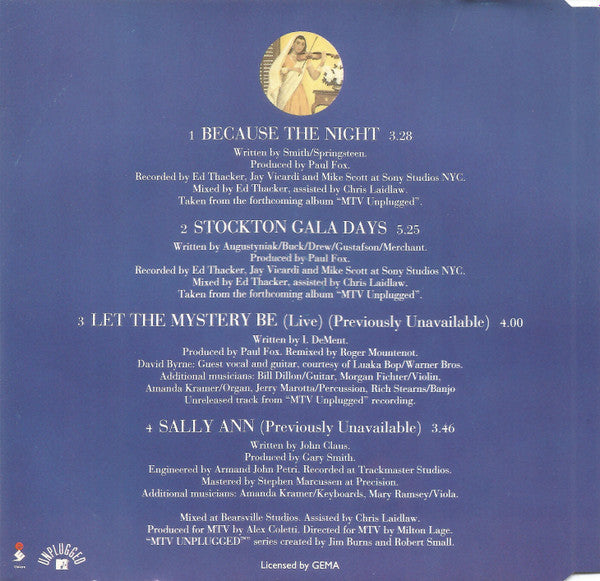 1 BECAUSE THE NIGHT 3.28
Written by Smith/Springsteen.
Produced by Paul Fox.
Recorded by Ed Thacker, Jay Vicardi and Mike Scott at Sony Studios NYC.
Mixed by Ed Thacker, assisted by Chris Laidlaw.
Taken from the forthcoming album “MTV Unplugged”.
2 STOCKTON GALA DAYS 5.25
Written by Augustyniak/Buck/Drew/Gustafson/Merchant.
Produced by Paul Fox.
Recorded by Ed Thacker, Jay Vicardi and Mike Scott at Sony Studios NYC.
Mixed by Ed Thacker, assisted by Chris Laidlaw.
Taken from the forthcoming album “MTV Unplugged”.
3 LET THE MYSTERY BE (Live) (Previously Unavailable) 4.00
Written by I. DeMent.
Produced by Paul Fox. Remixed by Roger Mountenot.
David Byrne: Guest vocal and guitar, courtesy of Luaka Bop/Warner Bros.
Additional musicians: Bill Dillon/Guitar, Morgan Fichter/Violin,
Amanda Kramer/Organ, Jerry Marotta/Percussion, Rich Stearns/Banjo
Unreleased track from “MTV Unplugged” recording.
4 SALLY ANN (Previously Unavailable) 3.46
Written by John Claus.
Produced by Gary Smith.
Engineered by Armand John Petri. Recorded at Trackmaster Studios.
Mastered by Stephen Marcussen at Precision.
Additional musicians: Amanda Kramer/Keyboards, Mary Ramsey/Viola.
Mixed at Bearsville Studios. Assisted by Chris Laidlaw.
Produced for MTV by Alex Coletti. Directed for MTV by Milton Lage.
“MTV UNPLUGGED™” series created by Jim Burns and Robert Small.
UNPLUGGED
Licensed by GEMA